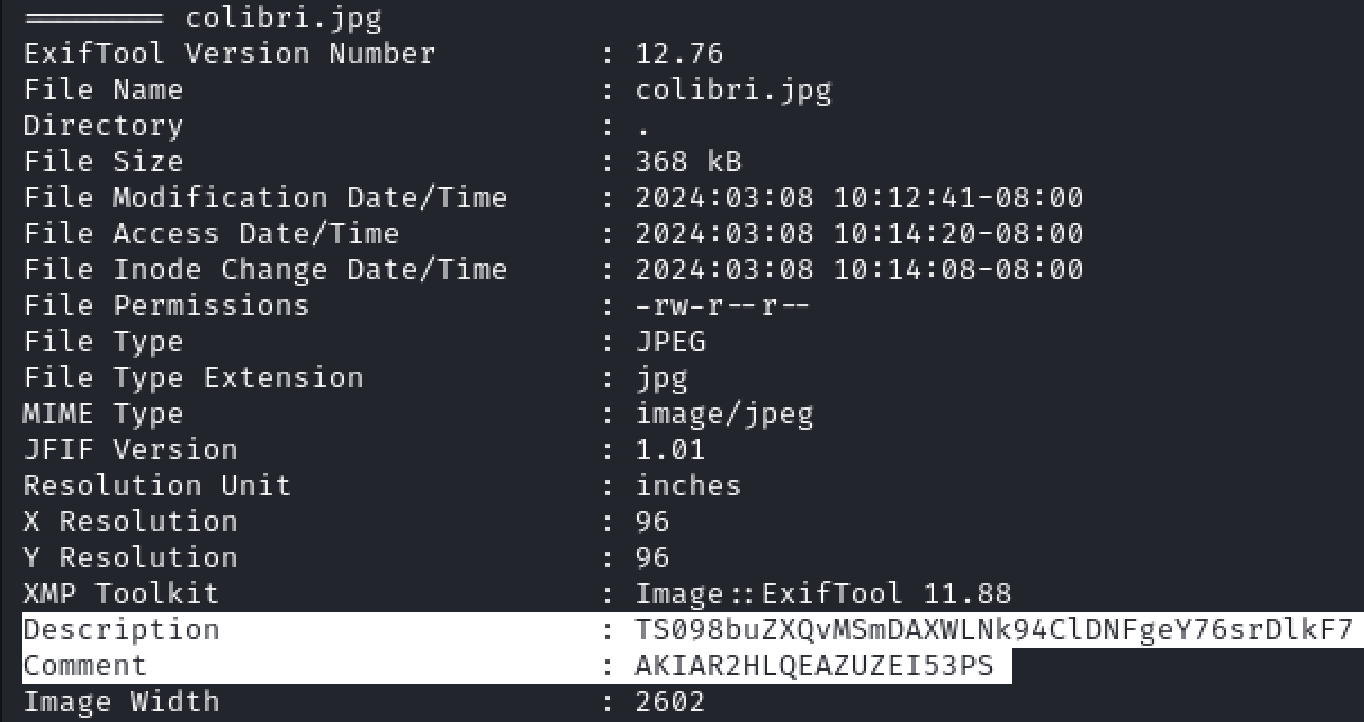 ======== colibri.jpg
ExifTool Version Number : 12.76
File Name : colibri.jpg
Directory : .
File Size : 368 kB
File Modification Date/Time : 2024:03:08 10:12:41-08:00
File Access Date/Time : 2024:03:08 10:14:20-08:00
File Inode Change Date/Time : 2024:03:08 10:14:08-08:00
File Permissions : -rw-r--r--
File Type : JPEG
File Type Extension : jpg
MIME Type : image/jpeg
JFIF Version : 1.01
Resolution Unit : inches
X Resolution : 96
Y Resolution : 96
XMP Toolkit : Image::ExifTool 11.88
Description : TS098buZXQvMSmDAXWLNk94ClDNFgeY76srDlkF7
Comment : AKIAR2HLQEAZUZEI53PS
Image Width : 2602